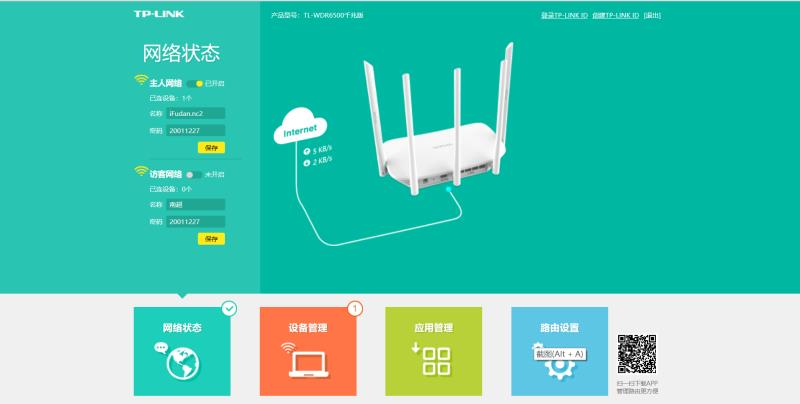 TP-LINK
产品型号：TL-WDR6500千兆版
登录TP-LINK ID 创建TP-LINK ID [退出]
网络状态
主人网络 已开启
已连设备：1个
名称 iFudan.nc2
密码 20011227
保存
访客网络 未开启
已连设备：0个
名称 南超
密码 20011227
保存
Internet
5 KB/s
2 KB/s
网络状态
设备管理
1
应用管理
路由设置
截图(Alt + A)
扫一扫下载APP
管理路由更方便